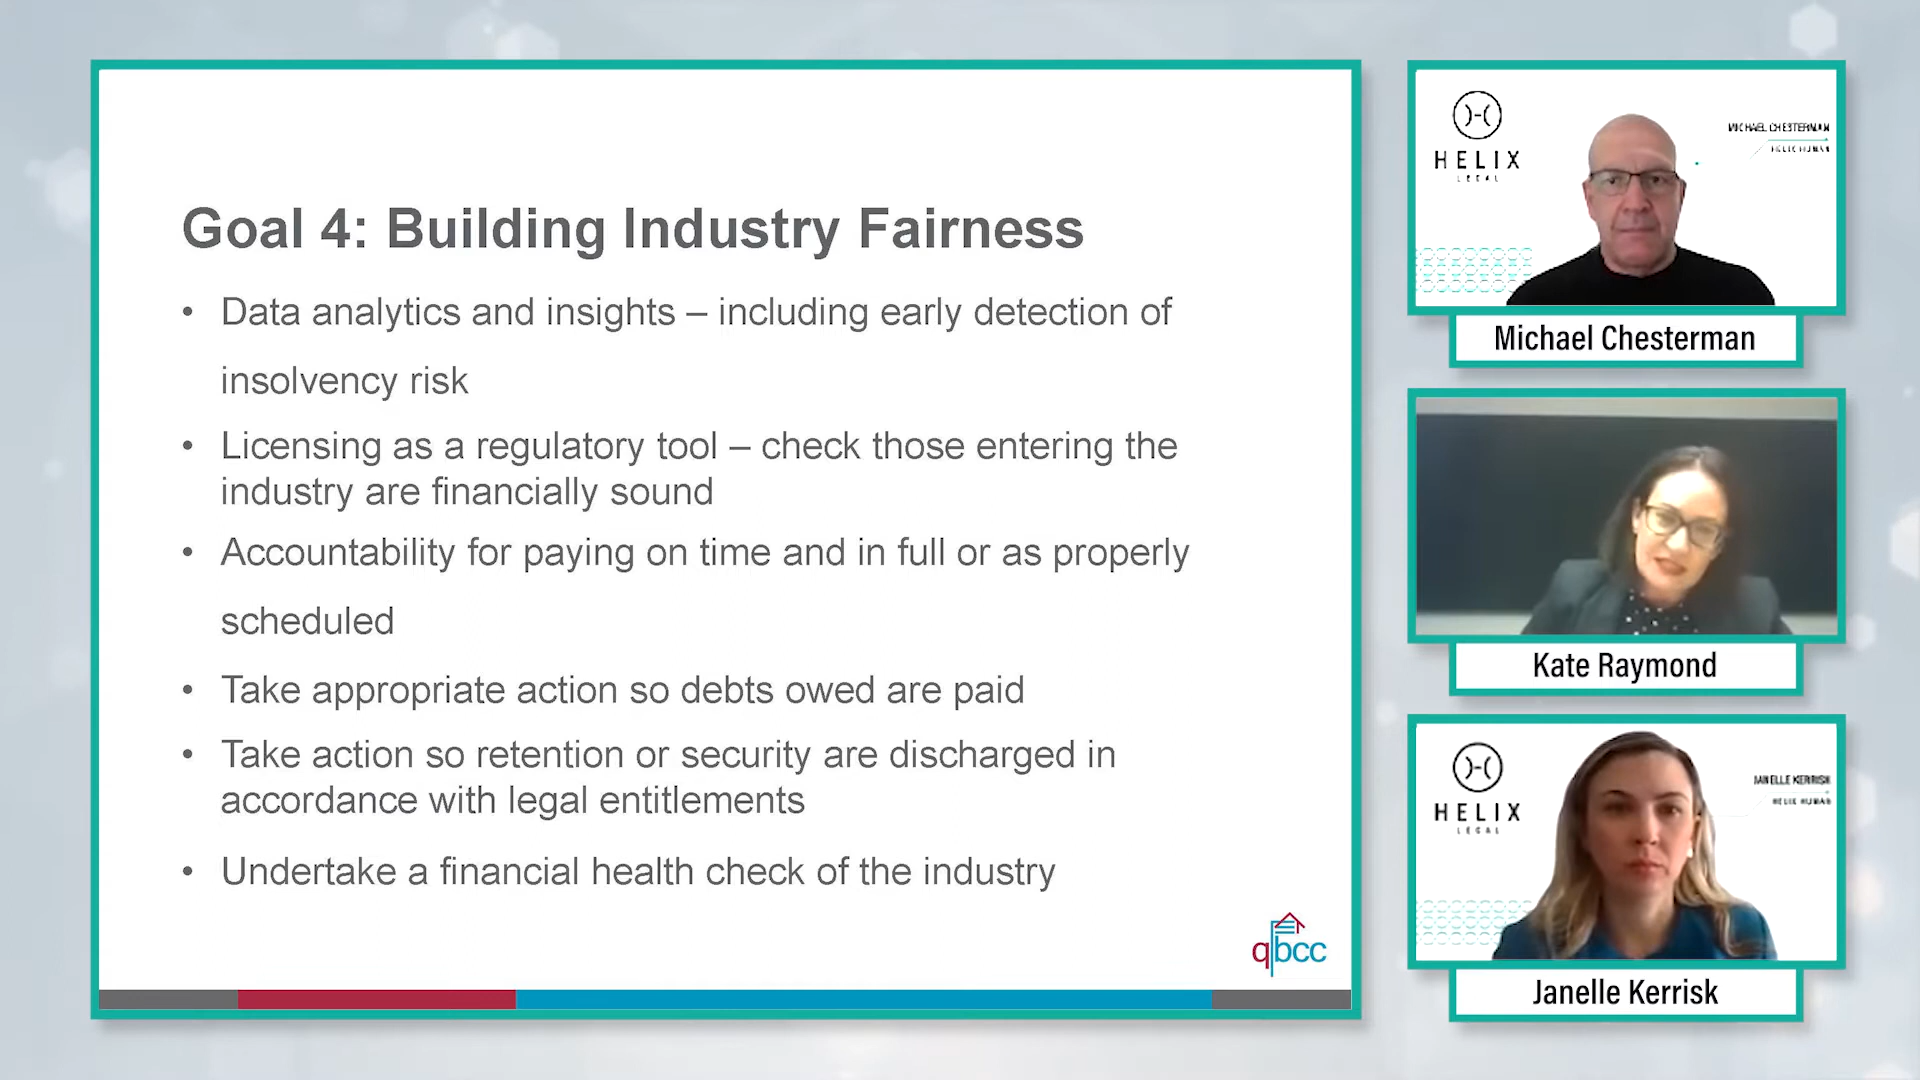 Goal 4: Building Industry Fairness
• Data analytics and insights – including early detection of
insolvency risk
• Licensing as a regulatory tool – check those entering the
industry are financially sound
• Accountability for paying on time and in full or as properly
scheduled
• Take appropriate action so debts owed are paid
• Take action so retention or security are discharged in
accordance with legal entitlements
• Undertake a financial health check of the industry
qbcc
HELIX
LEGAL
MICHAEL CHESTERMAN
HELIX HUMAN
Michael Chesterman
Kate Raymond
HELIX
LEGAL
JANELLE KERRISK
HELIX HUMAN
Janelle Kerrisk